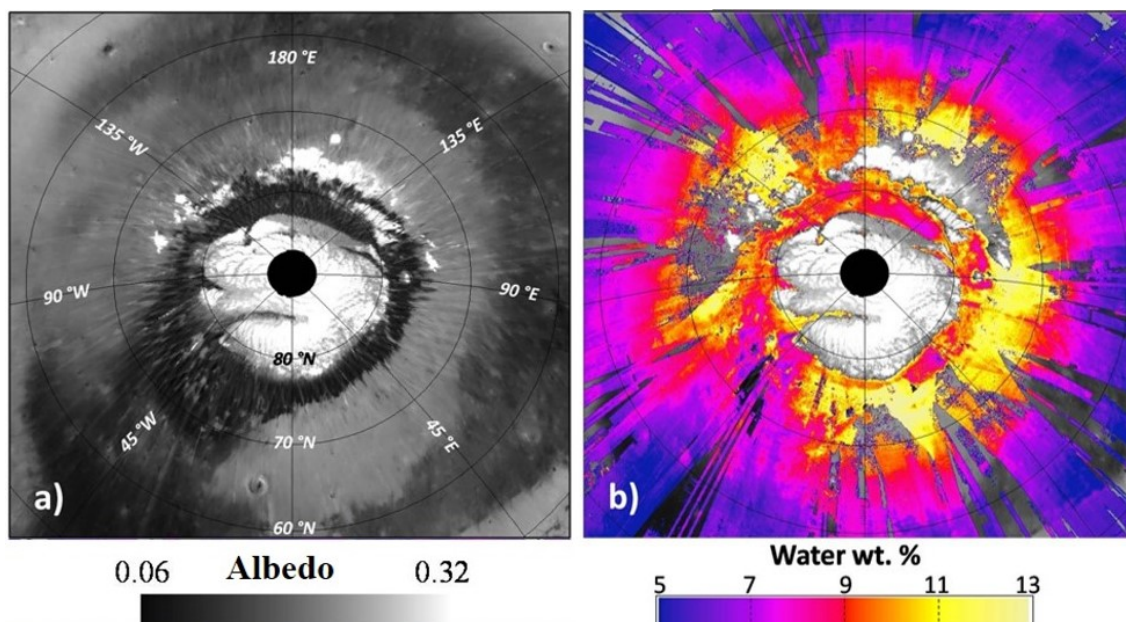 180 °E
135 °W
135 °E
90 °W
90 °E
80 °N
45 °W
45 °E
70 °N
60 °N
a)
b)
0.06 Albedo 0.32
Water wt. %
5 7 9 11 13